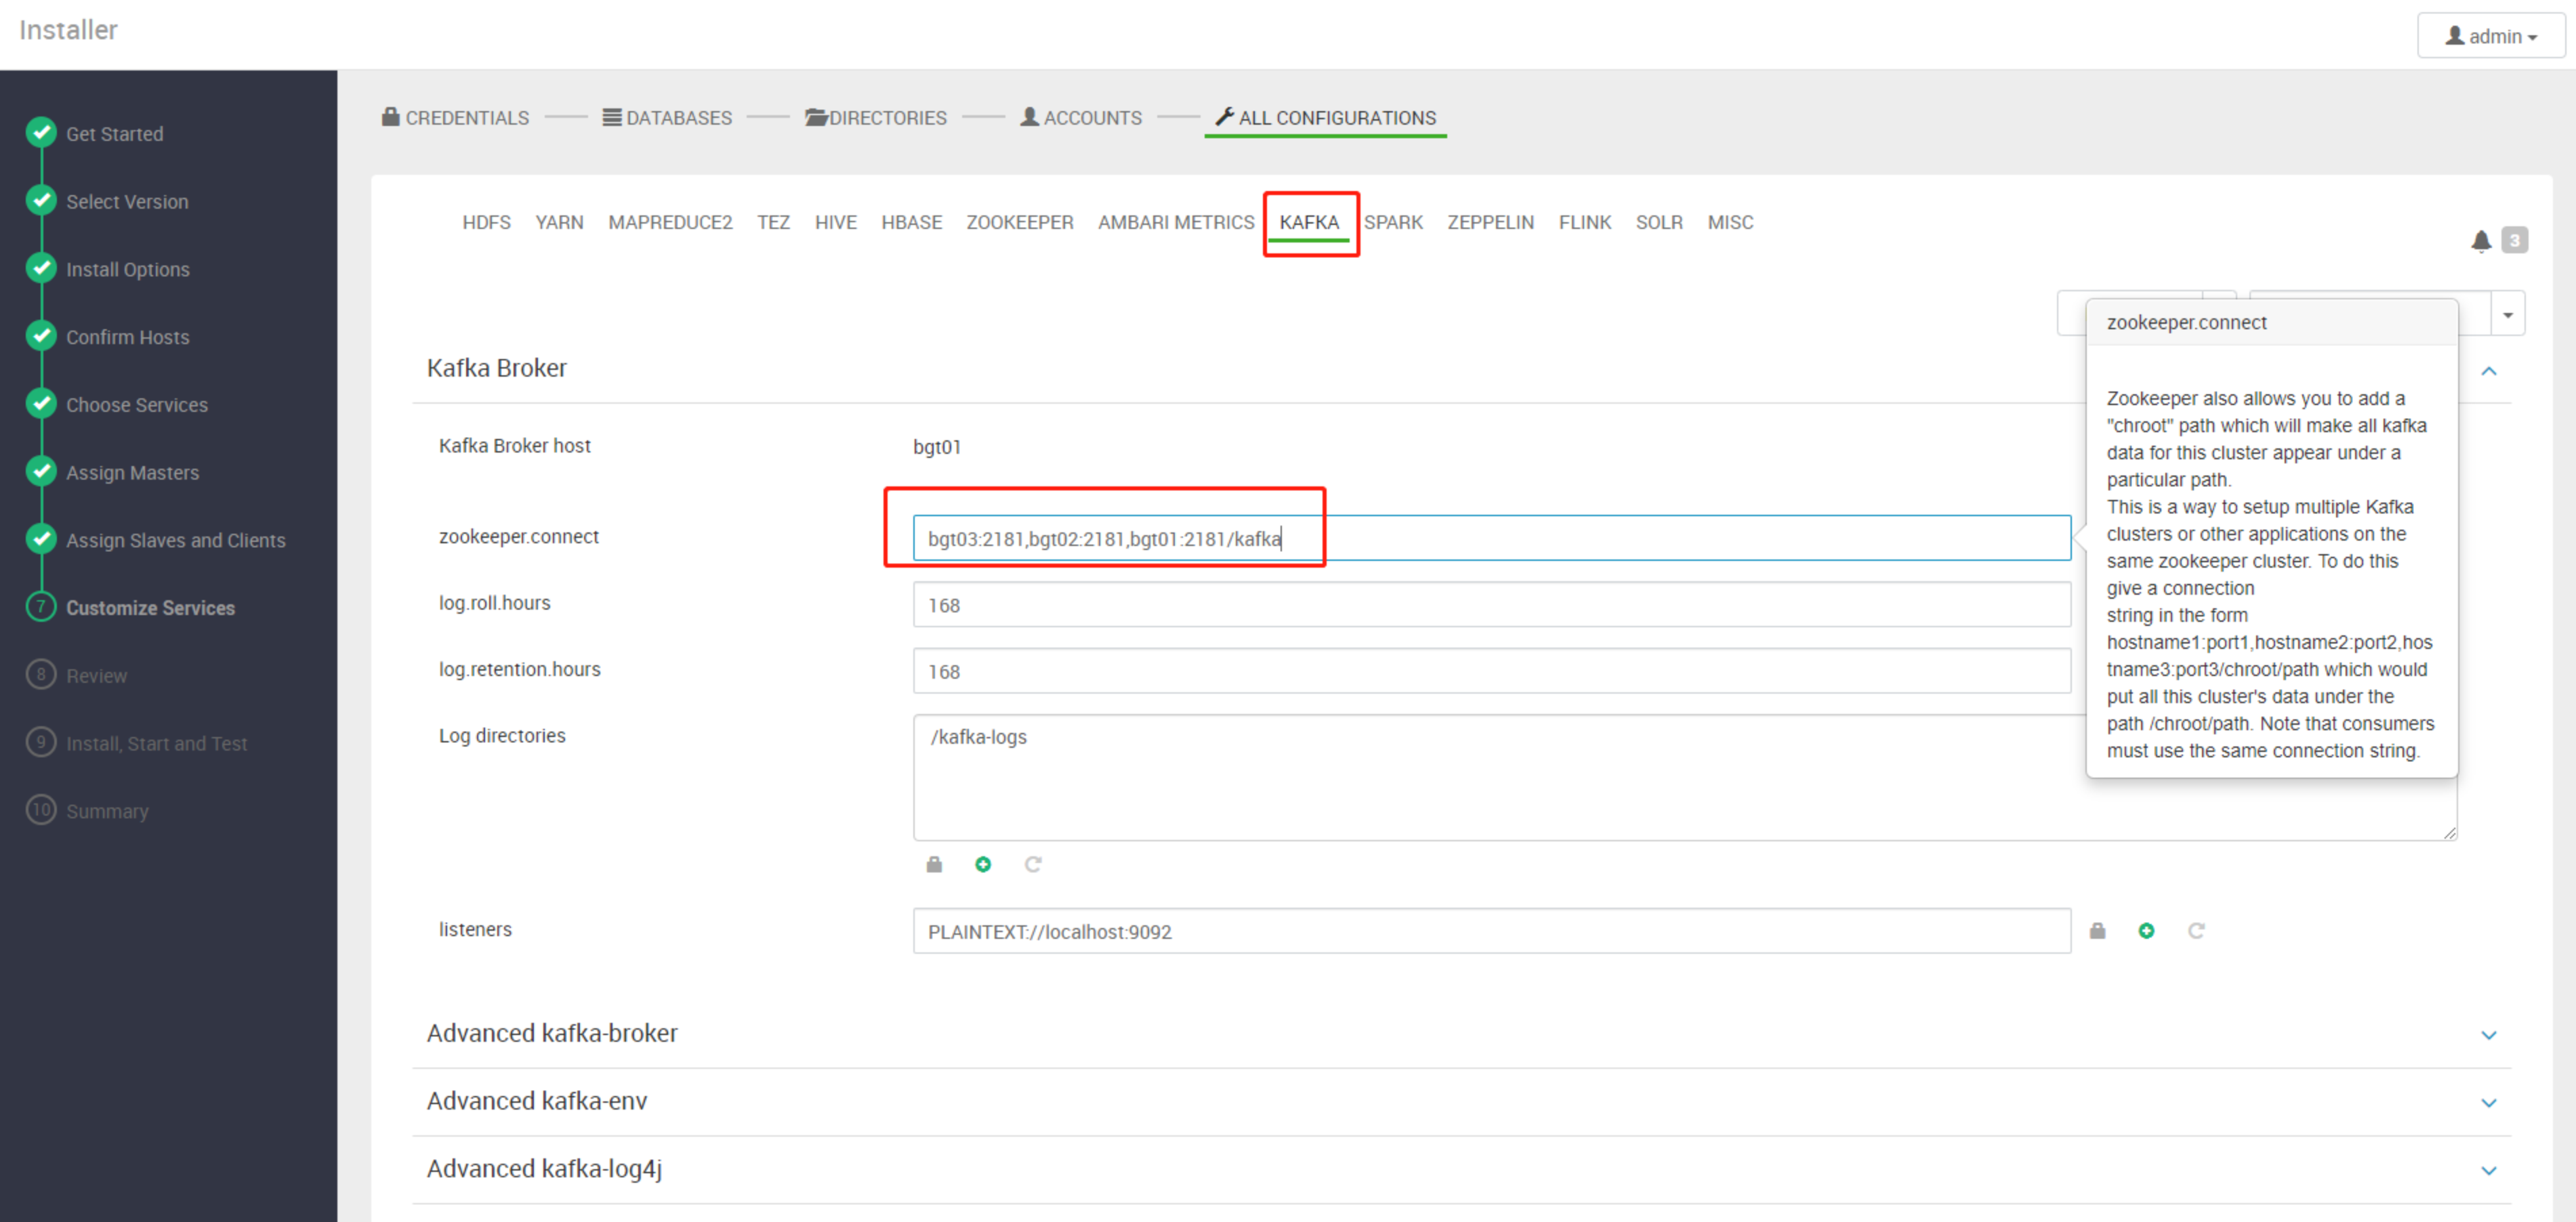 Installer
admin
Get Started
Select Version
Install Options
Confirm Hosts
Choose Services
Assign Masters
Assign Slaves and Clients
7 Customize Services
8 Review
9 Install, Start and Test
10 Summary
CREDENTIALS DATABASES DIRECTORIES ACCOUNTS ALL CONFIGURATIONS
HDFS YARN MAPREDUCE2 TEZ HIVE HBASE ZOOKEEPER AMBARI METRICS KAFKA SPARK ZEPPELIN FLINK SOLR MISC
3
Kafka Broker
Kafka Broker host bgt01
zookeeper.connect bgt03:2181,bgt02:2181,bgt01:2181/kafka
log.roll.hours 168
log.retention.hours 168
Log directories /kafka-logs
listeners PLAINTEXT://localhost:9092
Advanced kafka-broker
Advanced kafka-env
Advanced kafka-log4j
zookeeper.connect
Zookeeper also allows you to add a
"chroot" path which will make all kafka
data for this cluster appear under a
particular path.
This is a way to setup multiple Kafka
clusters or other applications on the
same zookeeper cluster. To do this
give a connection
string in the form
hostname1:port1,hostname2:port2,hos
tname3:port3/chroot/path which would
put all this cluster's data under the
path /chroot/path. Note that consumers
must use the same connection string.